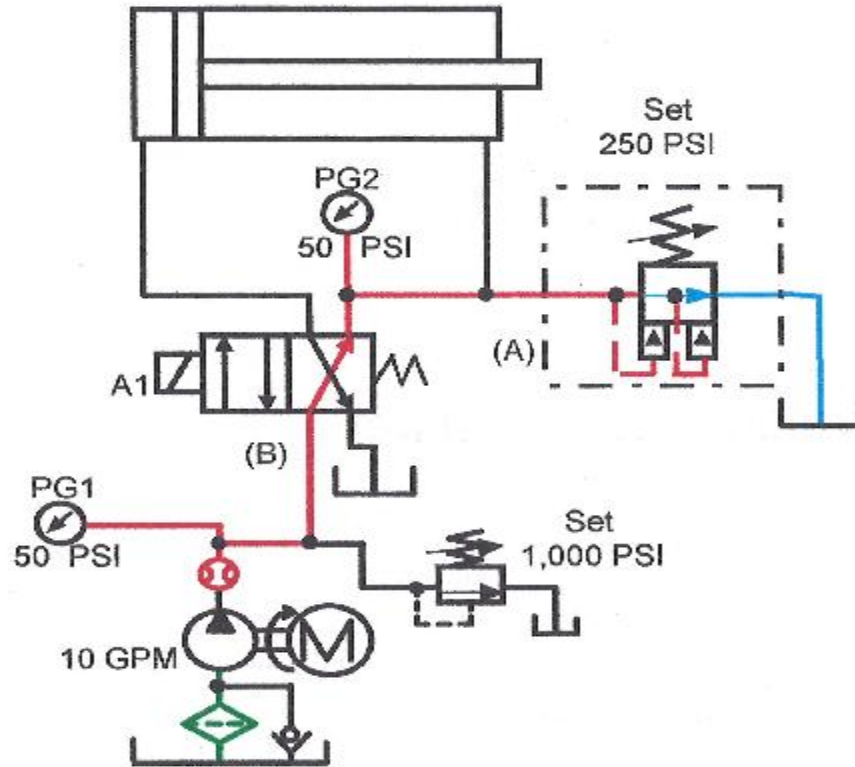 Set
250 PSI
PG2
50 PSI
(A)
A1
(B)
PG1
50 PSI
Set
1,000 PSI
10 GPM
M